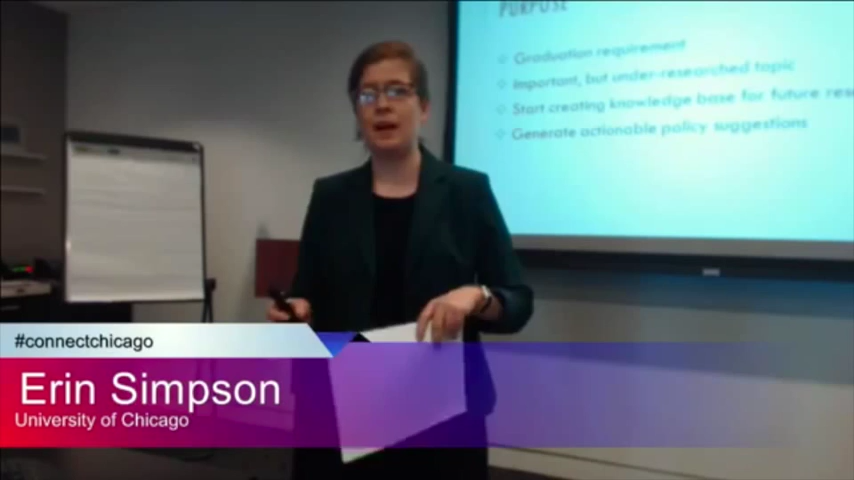 PURPOSE
Graduation requirement
Important, but under-researched topic
Start creating knowledge base for future
Generate actionable policy suggestions
#connectchicago
Erin Simpson
University of Chicago